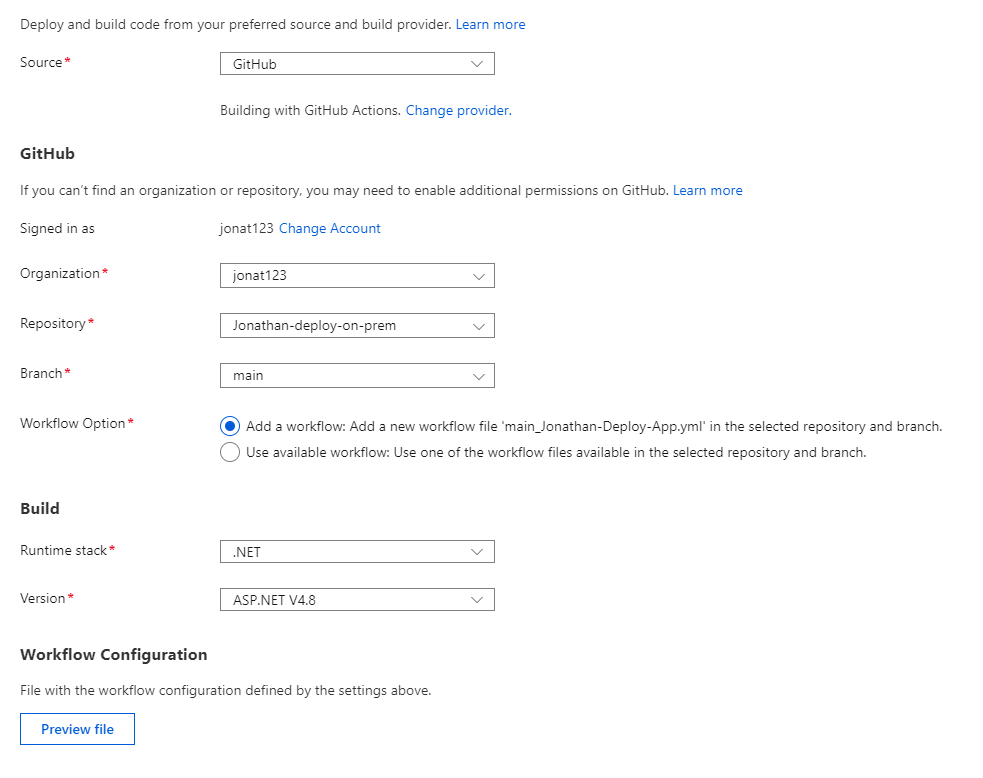 Deploy and build code from your preferred source and build provider. Learn more
Source*
GitHub
Building with GitHub Actions. Change provider.
GitHub
If you can't find an organization or repository, you may need to enable additional permissions on GitHub. Learn more
Signed in as
jonat123 Change Account
Organization*
jonat123
Repository*
Jonathan-deploy-on-prem
Branch*
main
Workflow Option*
Add a workflow: Add a new workflow file 'main_Jonathan-Deploy-App.yml' in the selected repository and branch.
Use available workflow: Use one of the workflow files available in the selected repository and branch.
Build
Runtime stack*
.NET
Version*
ASP.NET V4.8
Workflow Configuration
File with the workflow configuration defined by the settings above.
Preview file